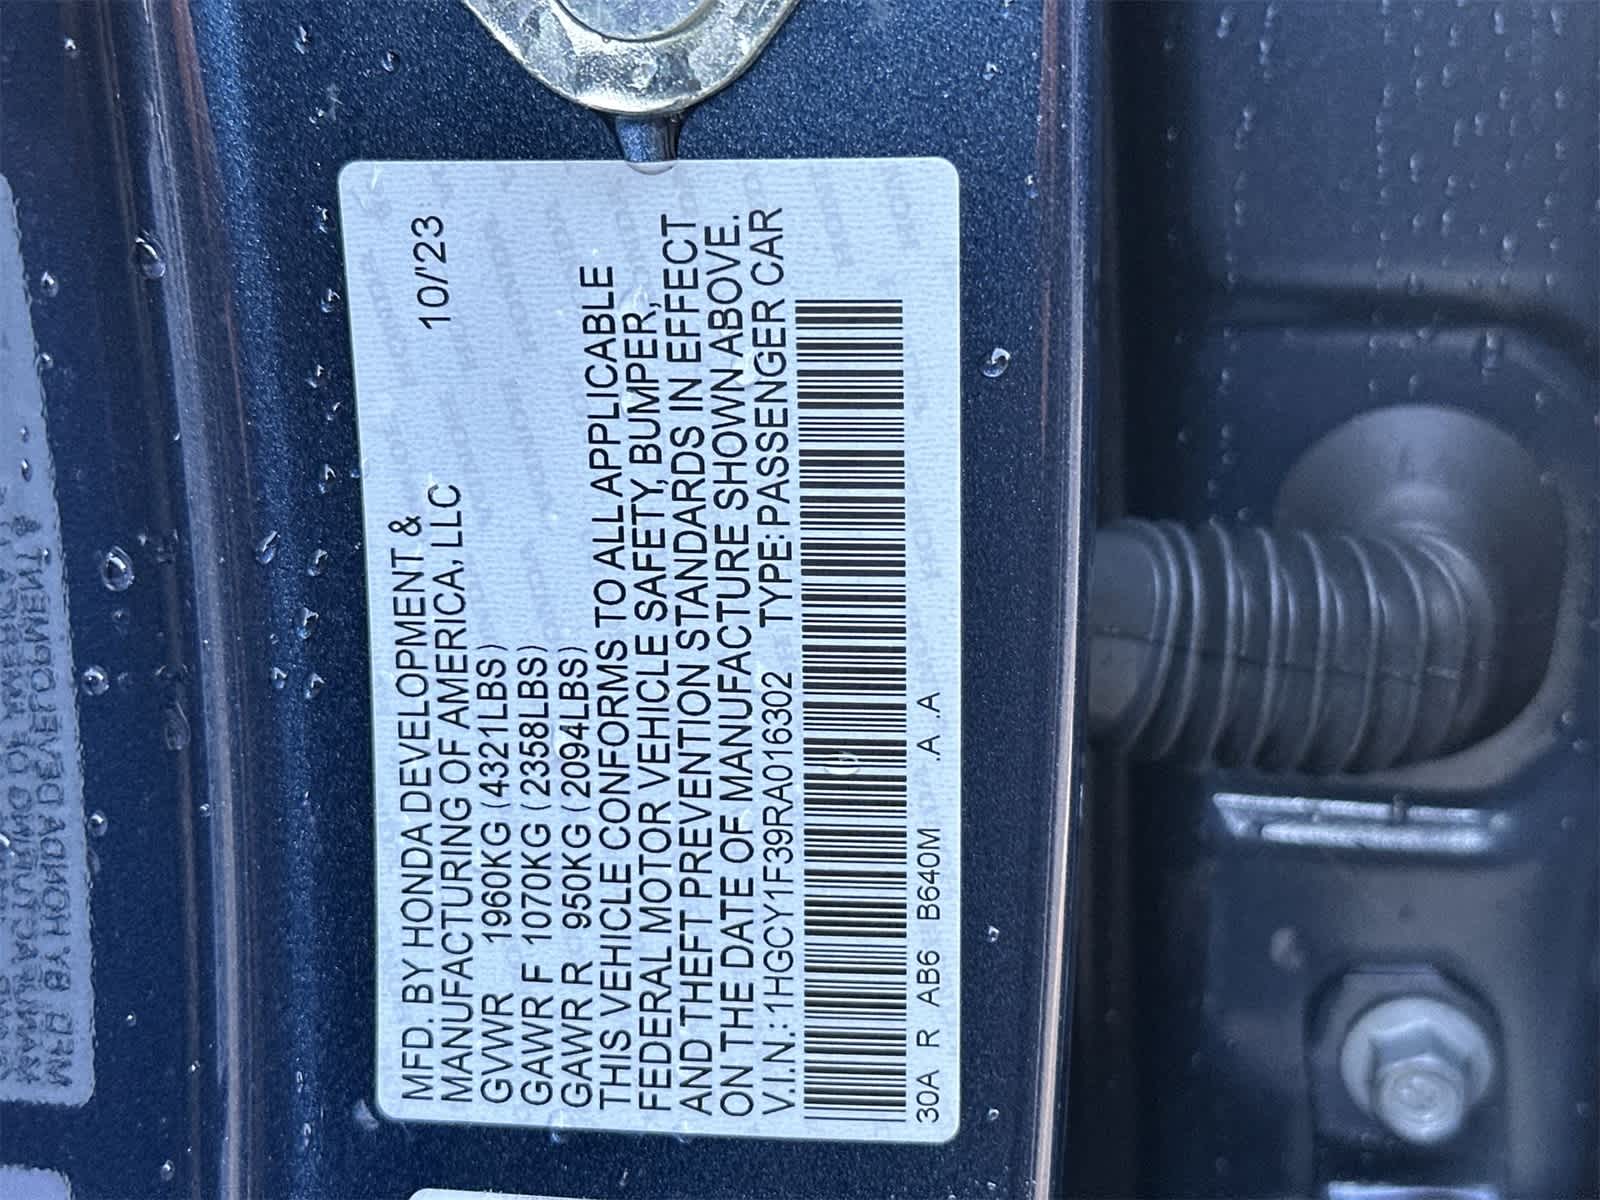 MFD. BY HONDA DEVELOPMENT &
MANUFACTURING OF AMERICA, LLC 10/'23
GVWR 1960KG (4321LBS)
GAWR F 1070KG (2358LBS)
GAWR R 950KG (2094LBS)
THIS VEHICLE CONFORMS TO ALL APPLICABLE
FEDERAL MOTOR VEHICLE SAFETY, BUMPER,
AND THEFT PREVENTION STANDARDS IN EFFECT
ON THE DATE OF MANUFACTURE SHOWN ABOVE.
V.I.N.: 1HGCY1F39RA016302 TYPE: PASSENGER CAR
30A R AB6 B640M .A .A